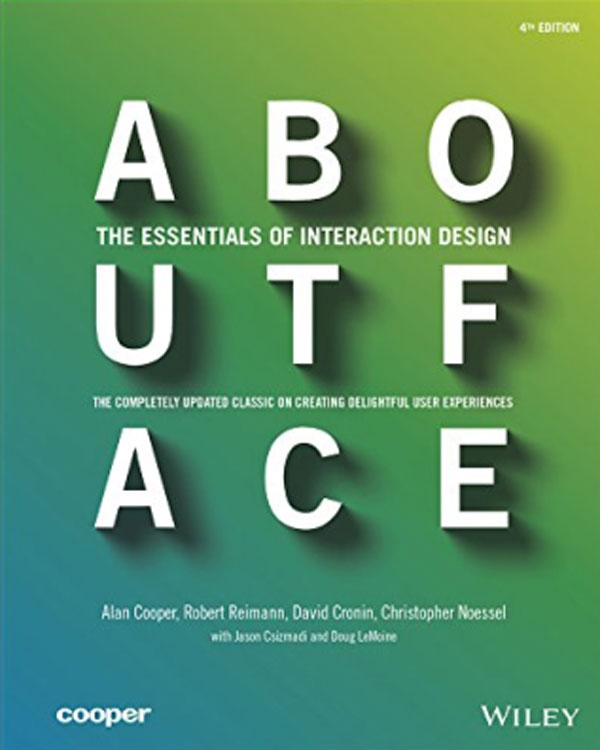 4TH EDITION
A B O
THE ESSENTIALS OF INTERACTION DESIGN
U T F
THE COMPLETELY UPDATED CLASSIC ON CREATING DELIGHTFUL USER EXPERIENCES
A C E
Alan Cooper, Robert Reimann, David Cronin, Christopher Noessel
with Jason Csizmadi and Doug LeMoine
cooper
WILEY